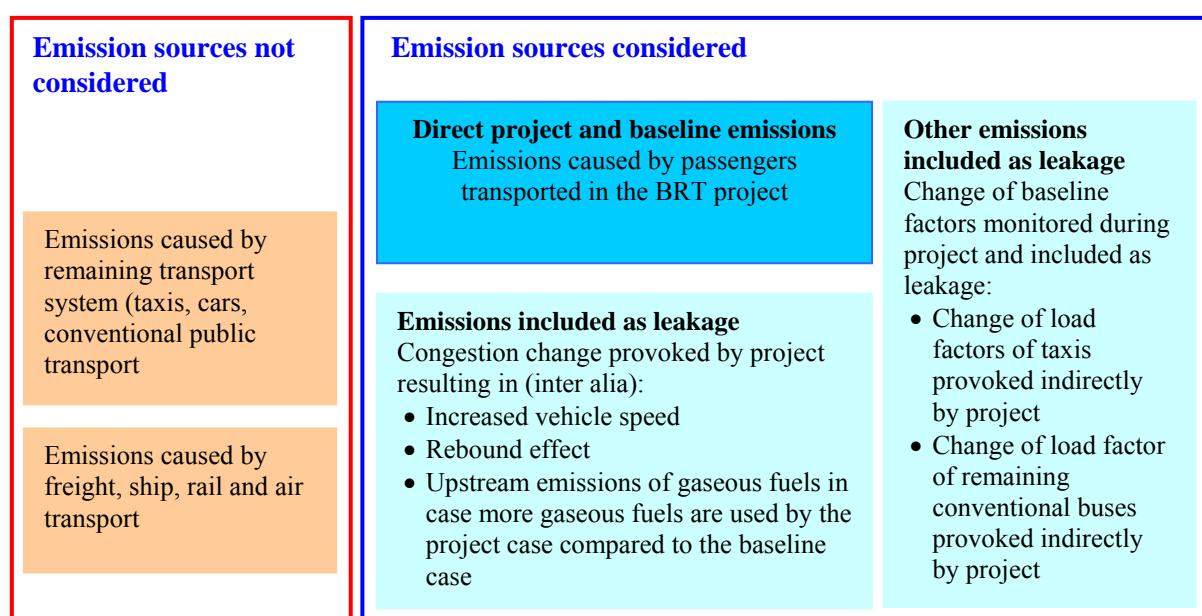 Emission sources not
considered
Emissions caused by
remaining transport
system (taxis, cars,
conventional public
transport
Emissions caused by
freight, ship, rail and air
transport
Emission sources considered
Direct project and baseline emissions
Emissions caused by passengers
transported in the BRT project
Emissions included as leakage
Congestion change provoked by project
resulting in (inter alia):
• Increased vehicle speed
• Rebound effect
• Upstream emissions of gaseous fuels in
case more gaseous fuels are used by the
project case compared to the baseline
case
Other emissions
included as leakage
Change of baseline
factors monitored during
project and included as
leakage:
• Change of load
factors of taxis
provoked indirectly
by project
• Change of load factor
of remaining
conventional buses
provoked indirectly
by project